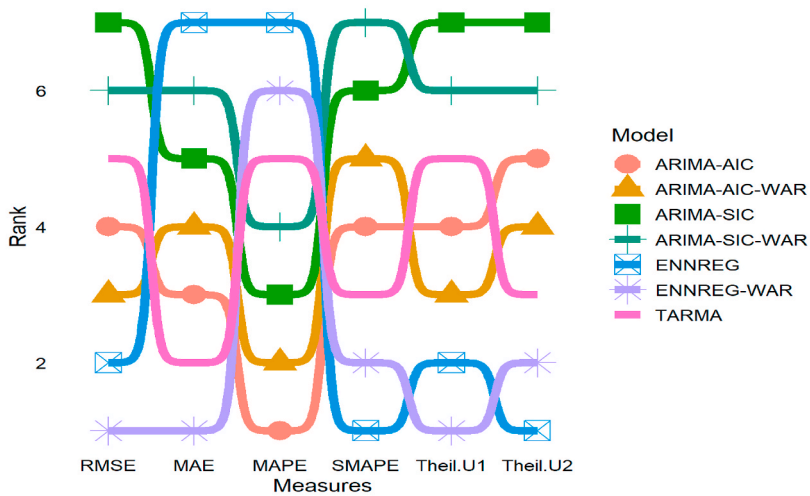 6
4
2
Rank
RMSE MAE MAPE SMAPE Theil.U1 Theil.U2
Measures
Model
ARIMA-AIC
ARIMA-AIC-WAR
ARIMA-SIC
ARIMA-SIC-WAR
ENNREG
ENNREG-WAR
TARMA